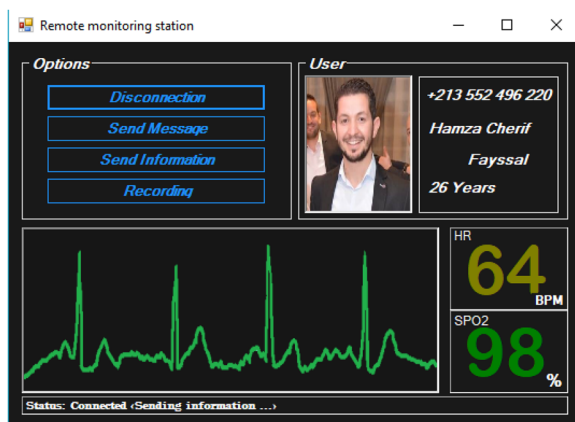 Remote monitoring station
Options
Disconnection
Send Message
Send Information
Recording
User
+213 552 496 220
Hamza Cherif
Fayssal
26 Years
HR
64
BPM
SPO2
98
%
Status: Connected <Sending information ...>